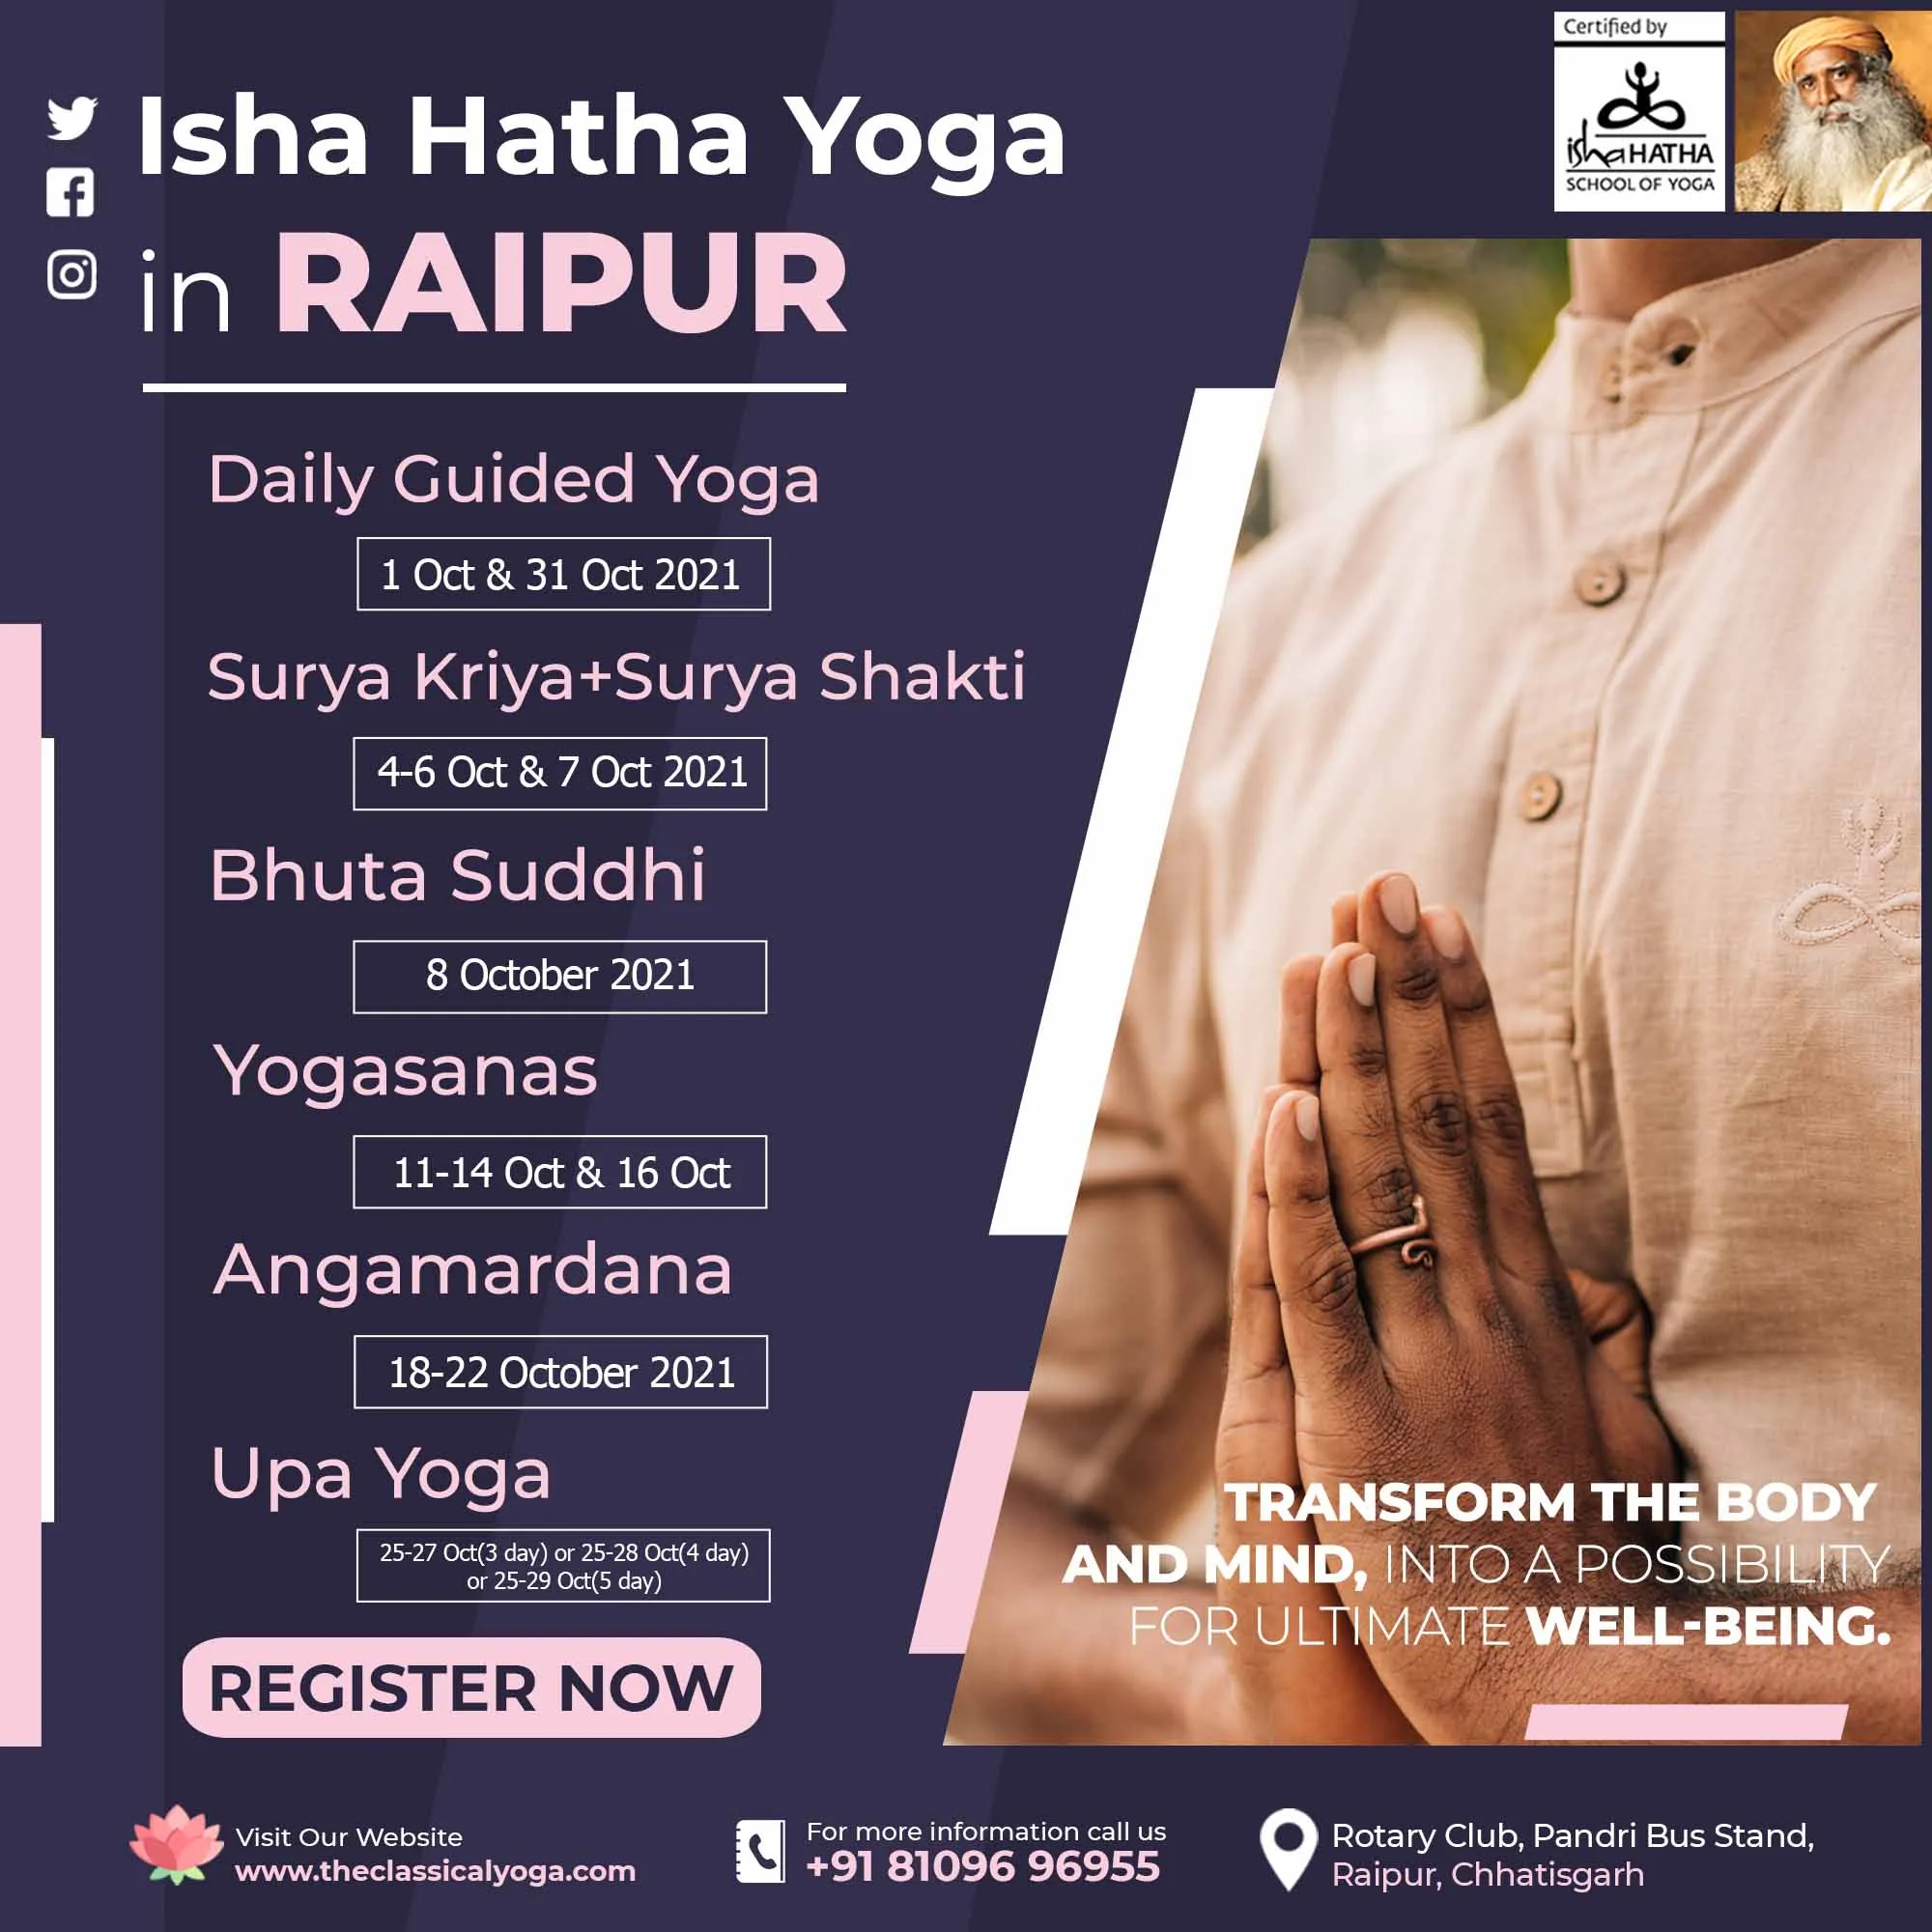 Certified by
isha HATHA
SCHOOL OF YOGA
Isha Hatha Yoga
in RAIPUR
Daily Guided Yoga
1 Oct & 31 Oct 2021
Surya Kriya+Surya Shakti
4-6 Oct & 7 Oct 2021
Bhuta Suddhi
8 October 2021
Yogasanas
11-14 Oct & 16 Oct
Angamardana
18-22 October 2021
Upa Yoga
25-27 Oct(3 day) or 25-28 Oct(4 day)
or 25-29 Oct(5 day)
REGISTER NOW
TRANSFORM THE BODY
AND MIND, INTO A POSSIBILITY
FOR ULTIMATE WELL-BEING.
Visit Our Website
www.theclassicalyoga.com
For more information call us
+91 81096 96955
Rotary Club, Pandri Bus Stand,
Raipur, Chhatisgarh